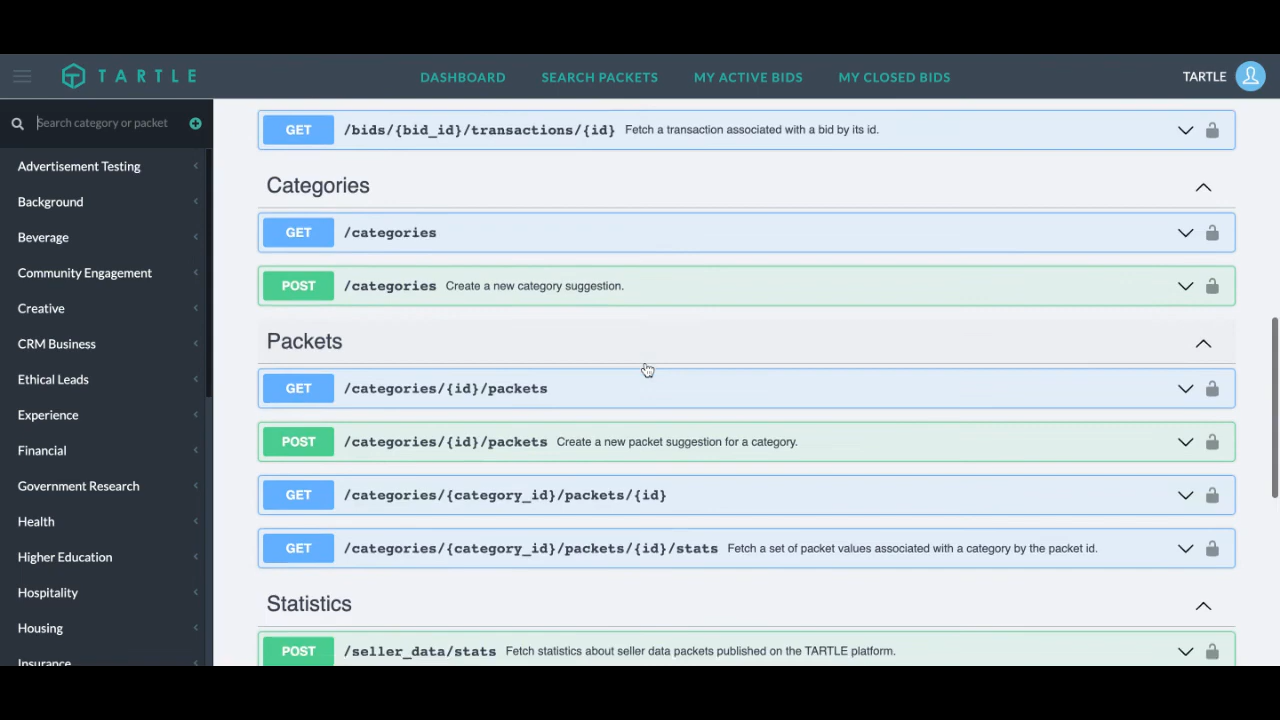 TARTLE
DASHBOARD
SEARCH PACKETS
MY ACTIVE BIDS
MY CLOSED BIDS
TARTLE
Search category or packet
Advertisement Testing
Background
Beverage
Community Engagement
Creative
CRM Business
Ethical Leads
Experience
Financial
Government Research
Health
Higher Education
Hospitality
Housing
Insurance
GET /bids/{bid_id}/transactions/{id} Fetch a transaction associated with a bid by its id.
Categories
GET /categories
POST /categories Create a new category suggestion.
Packets
GET /categories/{id}/packets
POST /categories/{id}/packets Create a new packet suggestion for a category.
GET /categories/{category_id}/packets/{id}
GET /categories/{category_id}/packets/{id}/stats Fetch a set of packet values associated with a category by the packet id.
Statistics
POST /seller_data/stats Fetch statistics about seller data packets published on the TARTLE platform.